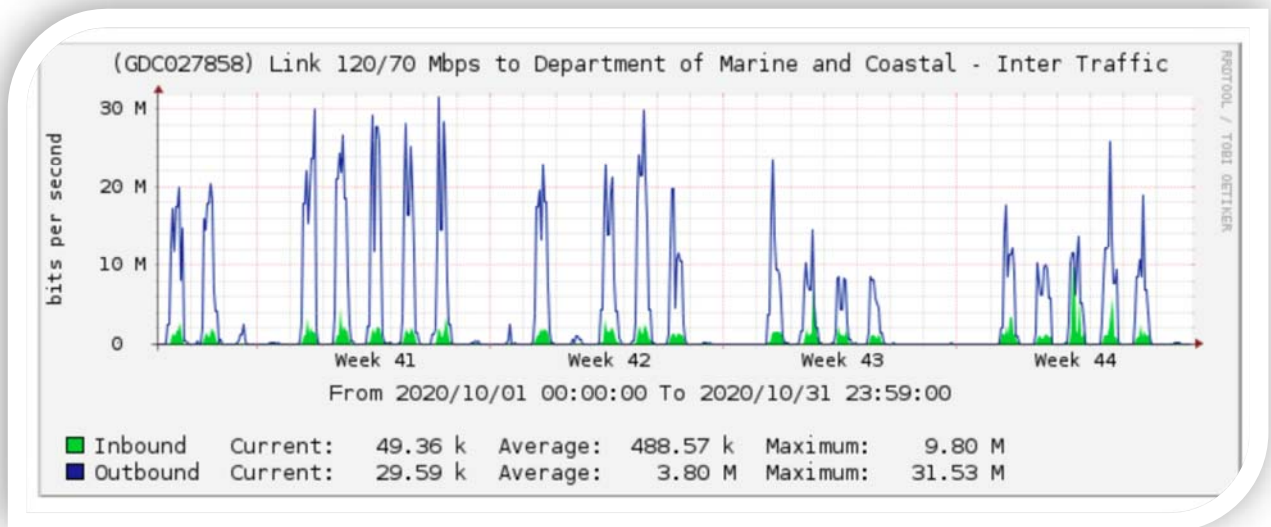 (GDC027858) Link 120/70 Mbps to Department of Marine and Coastal - Inter Traffic
RRDTOOL / TOBI OETIKER
bits per second
30 M
20 M
10 M
0
Week 41 Week 42 Week 43 Week 44
From 2020/10/01 00:00:00 To 2020/10/31 23:59:00
Inbound Current: 49.36 k Average: 488.57 k Maximum: 9.80 M
Outbound Current: 29.59 k Average: 3.80 M Maximum: 31.53 M